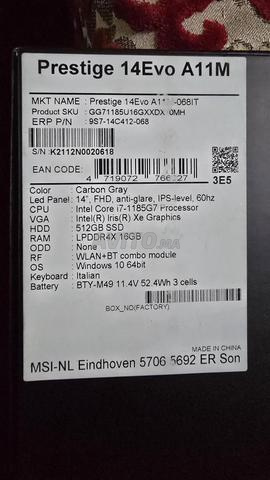 Prestige 14Evo A11M
MKT NAME : Prestige 14Evo A11M-068IT
Product SKU : GG71185U16GXXDX10MH
ERP P/N : 9S7-14C412-068
S/N :K2112N0020618
EAN CODE:
4 719072 766027
3E5
Color : Carbon Gray
Led Panel : 14", FHD, anti-glare, IPS-level, 60hz
CPU : Intel Core i7-1185G7 Processor
VGA : Intel(R) Iris(R) Xe Graphics
HDD : 512GB SSD
RAM : LPDDR4X 16GB
ODD : None
RF : WLAN+BT combo module
OS : Windows 10 64bit
Keyboard : Italian
Battery : BTY-M49 11.4V 52.4Wh 3 cells
BOX_NO(FACTORY)
MADE IN CHINA
MSI-NL Eindhoven 5706 5692 ER Son